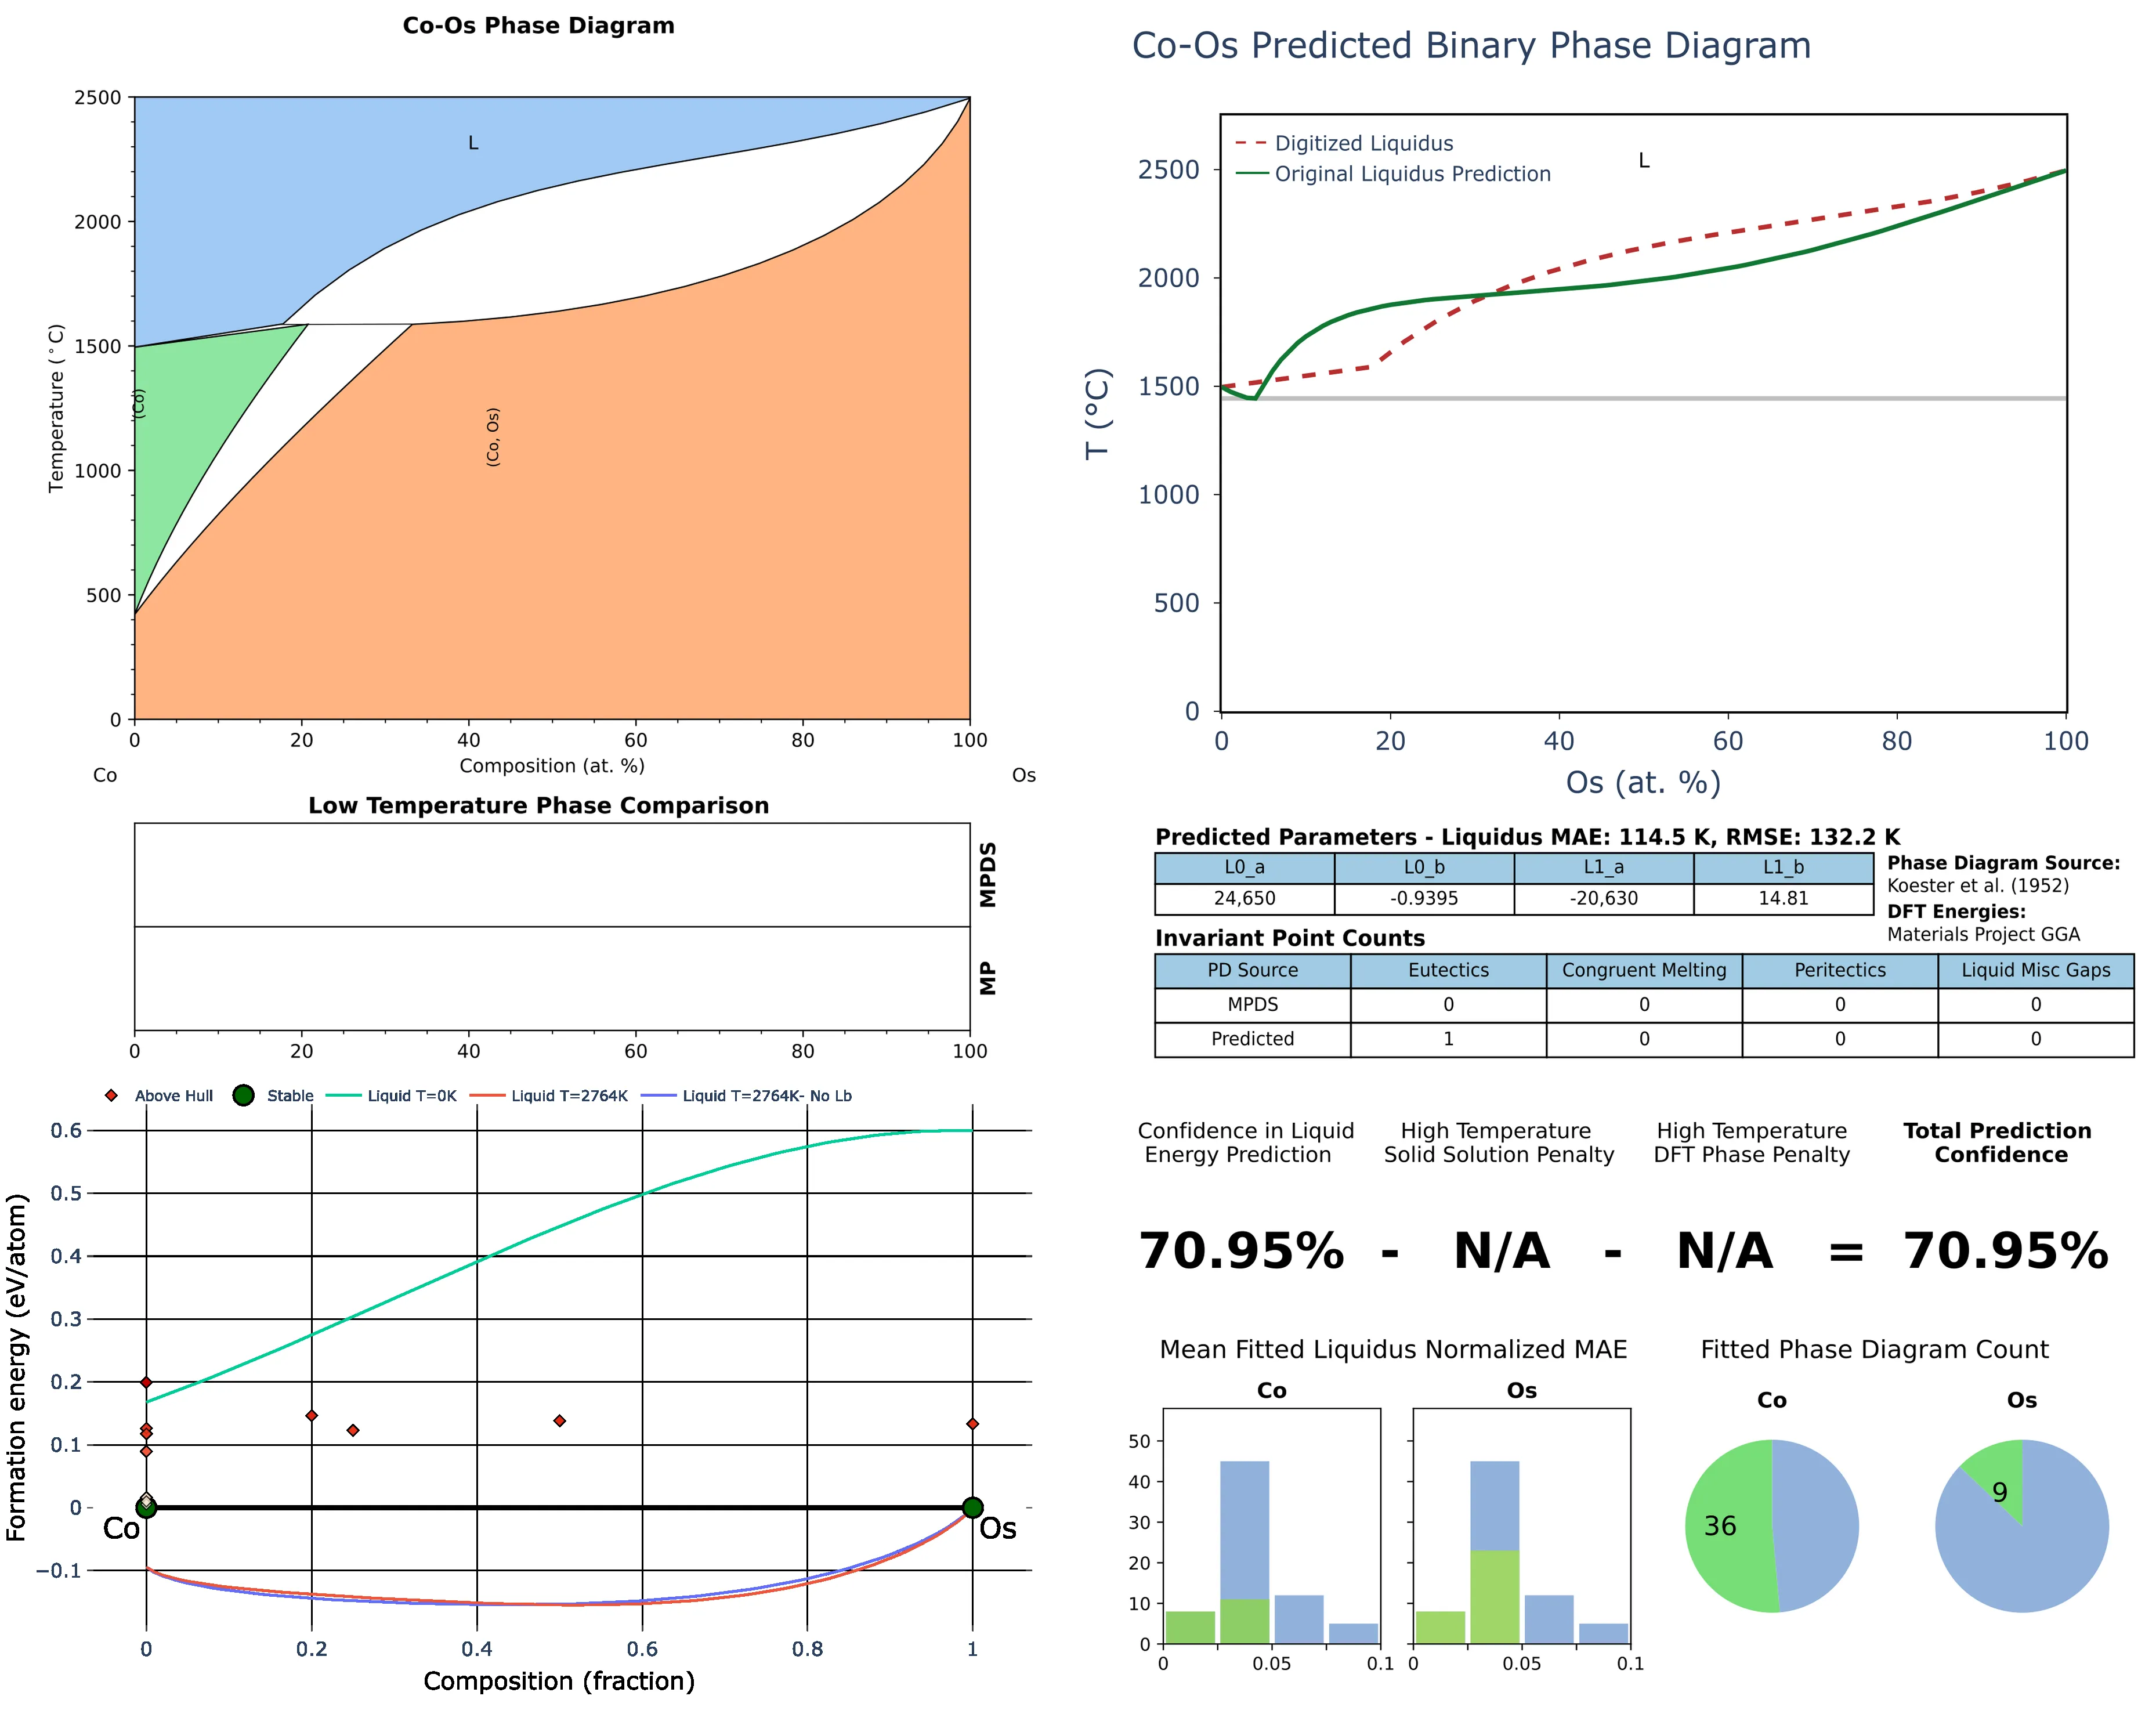 Co-Os Phase Diagram
2500
2000
1500
1000
500
0
Temperature (°C)
L
(Co)
(Co, Os)
0 20 40 60 80 100
Composition (at. %)
Co Os
Co-Os Predicted Binary Phase Diagram
Digitized Liquidus
Original Liquidus Prediction
L
2500
2000
1500
1000
500
0
T (°C)
0 20 40 60 80 100
Os (at. %)
Low Temperature Phase Comparison
MPDS
MP
0 20 40 60 80 100
Predicted Parameters - Liquidus MAE: 114.5 K, RMSE: 132.2 K
L0_a L0_b L1_a L1_b
24,650 -0.9395 -20,630 14.81
Phase Diagram Source:
Koester et al. (1952)
DFT Energies:
Materials Project GGA
Invariant Point Counts
PD Source Eutectics Congruent Melting Peritectics Liquid Misc Gaps
MPDS 0 0 0 0
Predicted 1 0 0 0
Above Hull Stable Liquid T=0K Liquid T=2764K Liquid T=2764K- No Lb
0.6
0.5
0.4
0.3
0.2
0.1
0
−0.1
Formation energy (eV/atom)
Co Os
0 0.2 0.4 0.6 0.8 1
Composition (fraction)
Confidence in Liquid
Energy Prediction
High Temperature
Solid Solution Penalty
High Temperature
DFT Phase Penalty
Total Prediction
Confidence
70.95% - N/A - N/A = 70.95%
Mean Fitted Liquidus Normalized MAE
Co Os
50
40
30
20
10
0
0 0.05 0.1
0 0.05 0.1
Fitted Phase Diagram Count
Co Os
36
9